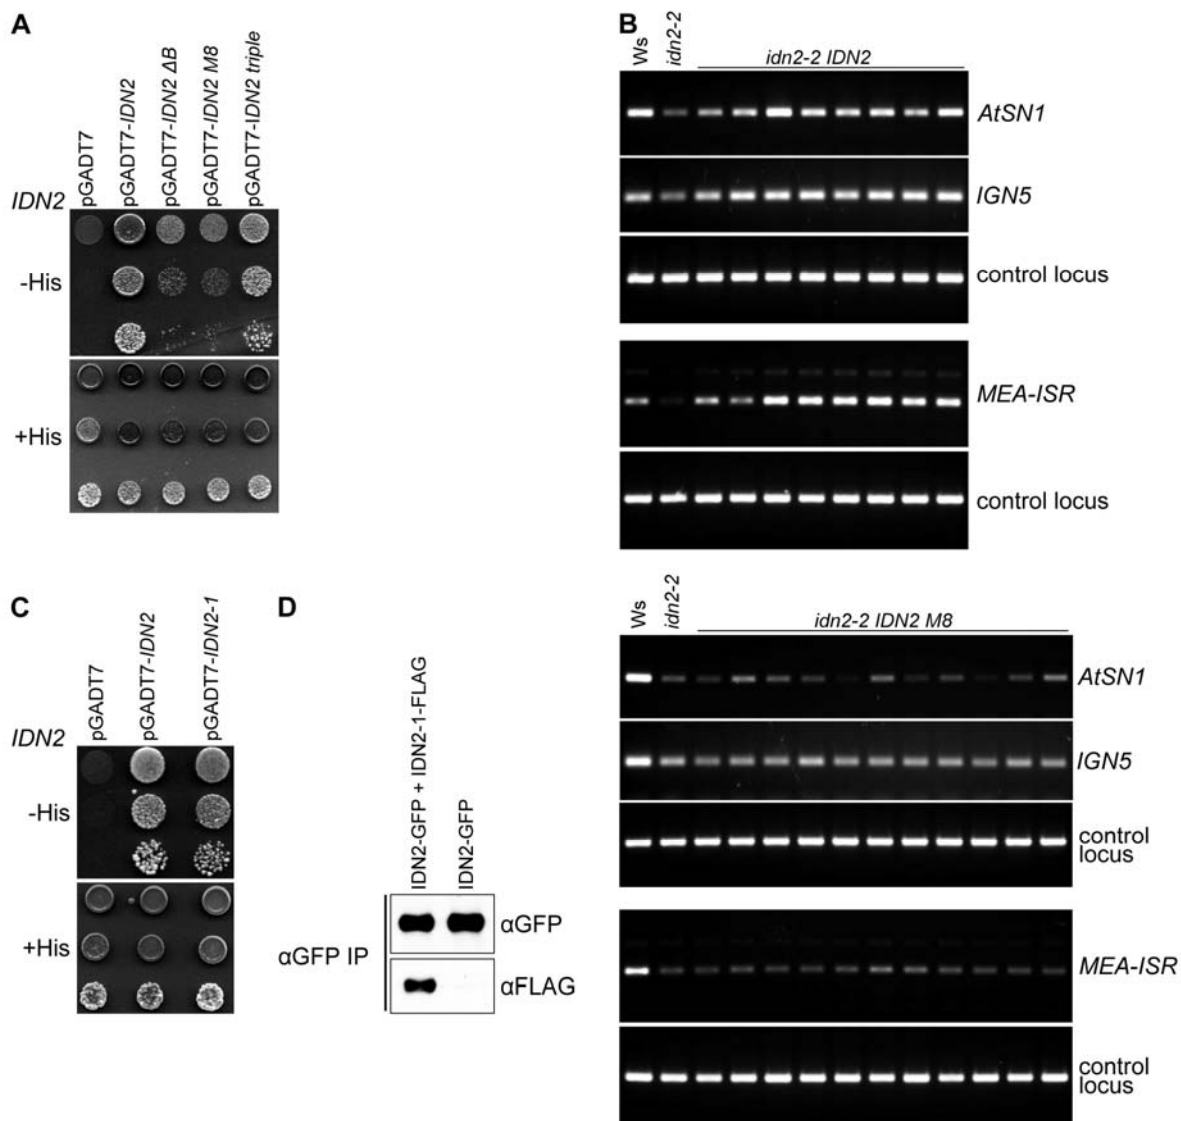 A
pGADT7
pGADT7-IDN2
pGADT7-IDN2 ΔB
pGADT7-IDN2 M8
pGADT7-IDN2 triple
IDN2
-His
+His
B
Ws
idn2-2
idn2-2 IDN2
AtSN1
IGN5
control locus
MEA-ISR
control locus
C
pGADT7
pGADT7-IDN2
pGADT7-IDN2-1
IDN2
-His
+His
D
IDN2-GFP + IDN2-1-FLAG
IDN2-GFP
αGFP IP
αGFP
αFLAG
Ws
idn2-2
idn2-2 IDN2 M8
AtSN1
IGN5
control
locus
MEA-ISR
control
locus